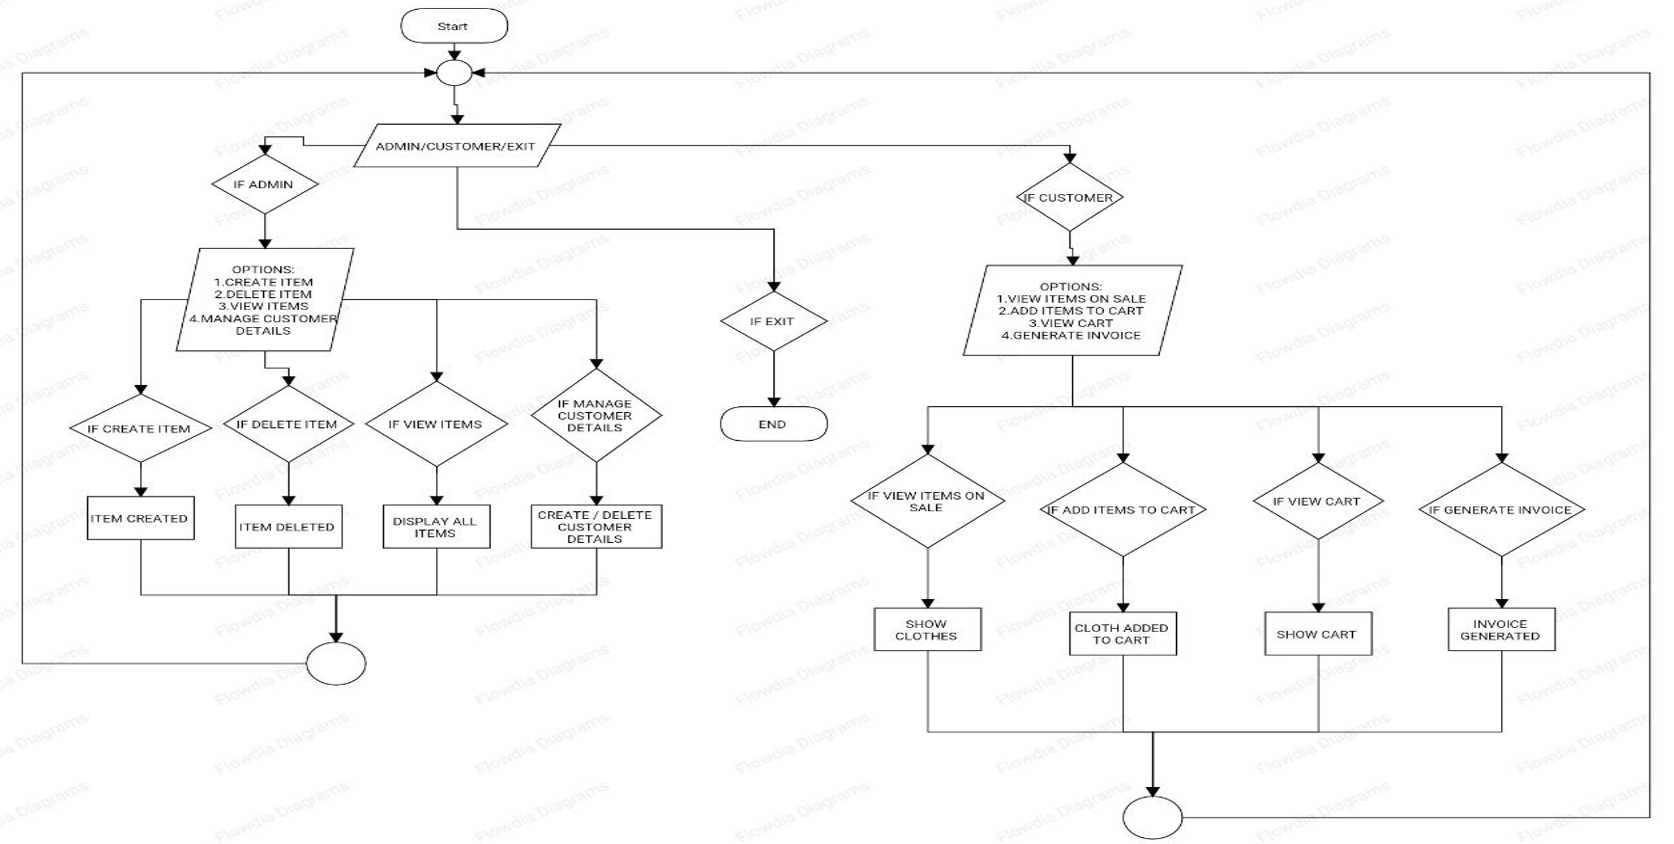 Start
ADMIN/CUSTOMER/EXIT
IF ADMIN
IF CUSTOMER
OPTIONS:
1.CREATE ITEM
2.DELETE ITEM
3.VIEW ITEMS
4.MANAGE CUSTOMER
DETAILS
IF EXIT
OPTIONS:
1.VIEW ITEMS ON SALE
2.ADD ITEMS TO CART
3.VIEW CART
4.GENERATE INVOICE
IF CREATE ITEM
IF DELETE ITEM
IF VIEW ITEMS
IF MANAGE
CUSTOMER
DETAILS
END
ITEM CREATED
ITEM DELETED
DISPLAY ALL
ITEMS
CREATE / DELETE
CUSTOMER
DETAILS
IF VIEW ITEMS ON
SALE
IF ADD ITEMS TO CART
IF VIEW CART
IF GENERATE INVOICE
SHOW
CLOTHES
CLOTH ADDED
TO CART
SHOW CART
INVOICE
GENERATED
Flowdia Diagrams